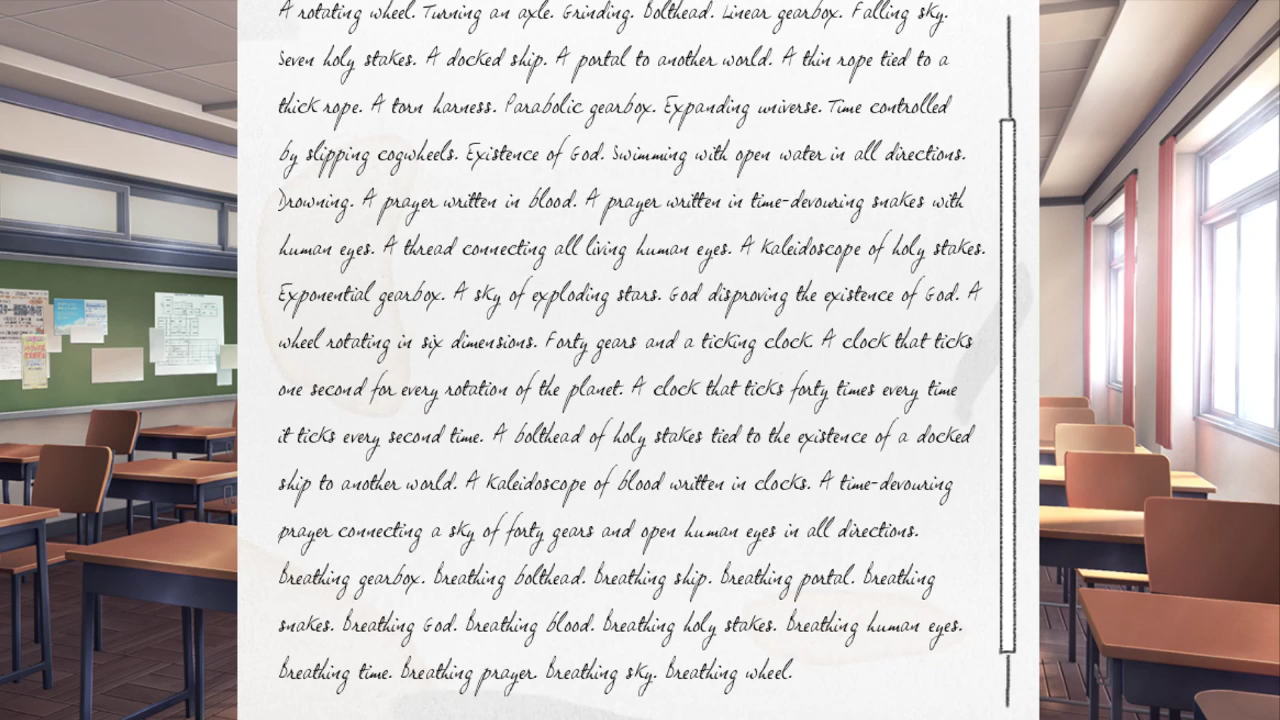 A rotating wheel. Turning an axle. Grinding. Bolthead. Linear gearbox. Falling sky.
Seven holy stakes. A docked ship. A portal to another world. A thin rope tied to a
thick rope. A torn harness. Parabolic gearbox. Expanding universe. Time controlled
by slipping cogwheels. Existence of God. Swimming with open water in all directions.
Drowning. A prayer written in blood. A prayer written in time-devouring snakes with
human eyes. A thread connecting all living human eyes. A kaleidoscope of holy stakes.
Exponential gearbox. A sky of exploding stars. God disproving the existence of God. A
wheel rotating in six dimensions. Forty gears and a ticking clock. A clock that ticks
one second for every rotation of the planet. A clock that ticks forty times every time
it ticks every second time. A bolthead of holy stakes tied to the existence of a docked
ship to another world. A kaleidoscope of blood written in clocks. A time-devouring
prayer connecting a sky of forty gears and open human eyes in all directions.
Breathing gearbox. Breathing bolthead. Breathing ship. Breathing portal. Breathing
snakes. Breathing God. Breathing blood. Breathing holy stakes. Breathing human eyes.
Breathing time. Breathing prayer. Breathing sky. Breathing wheel.